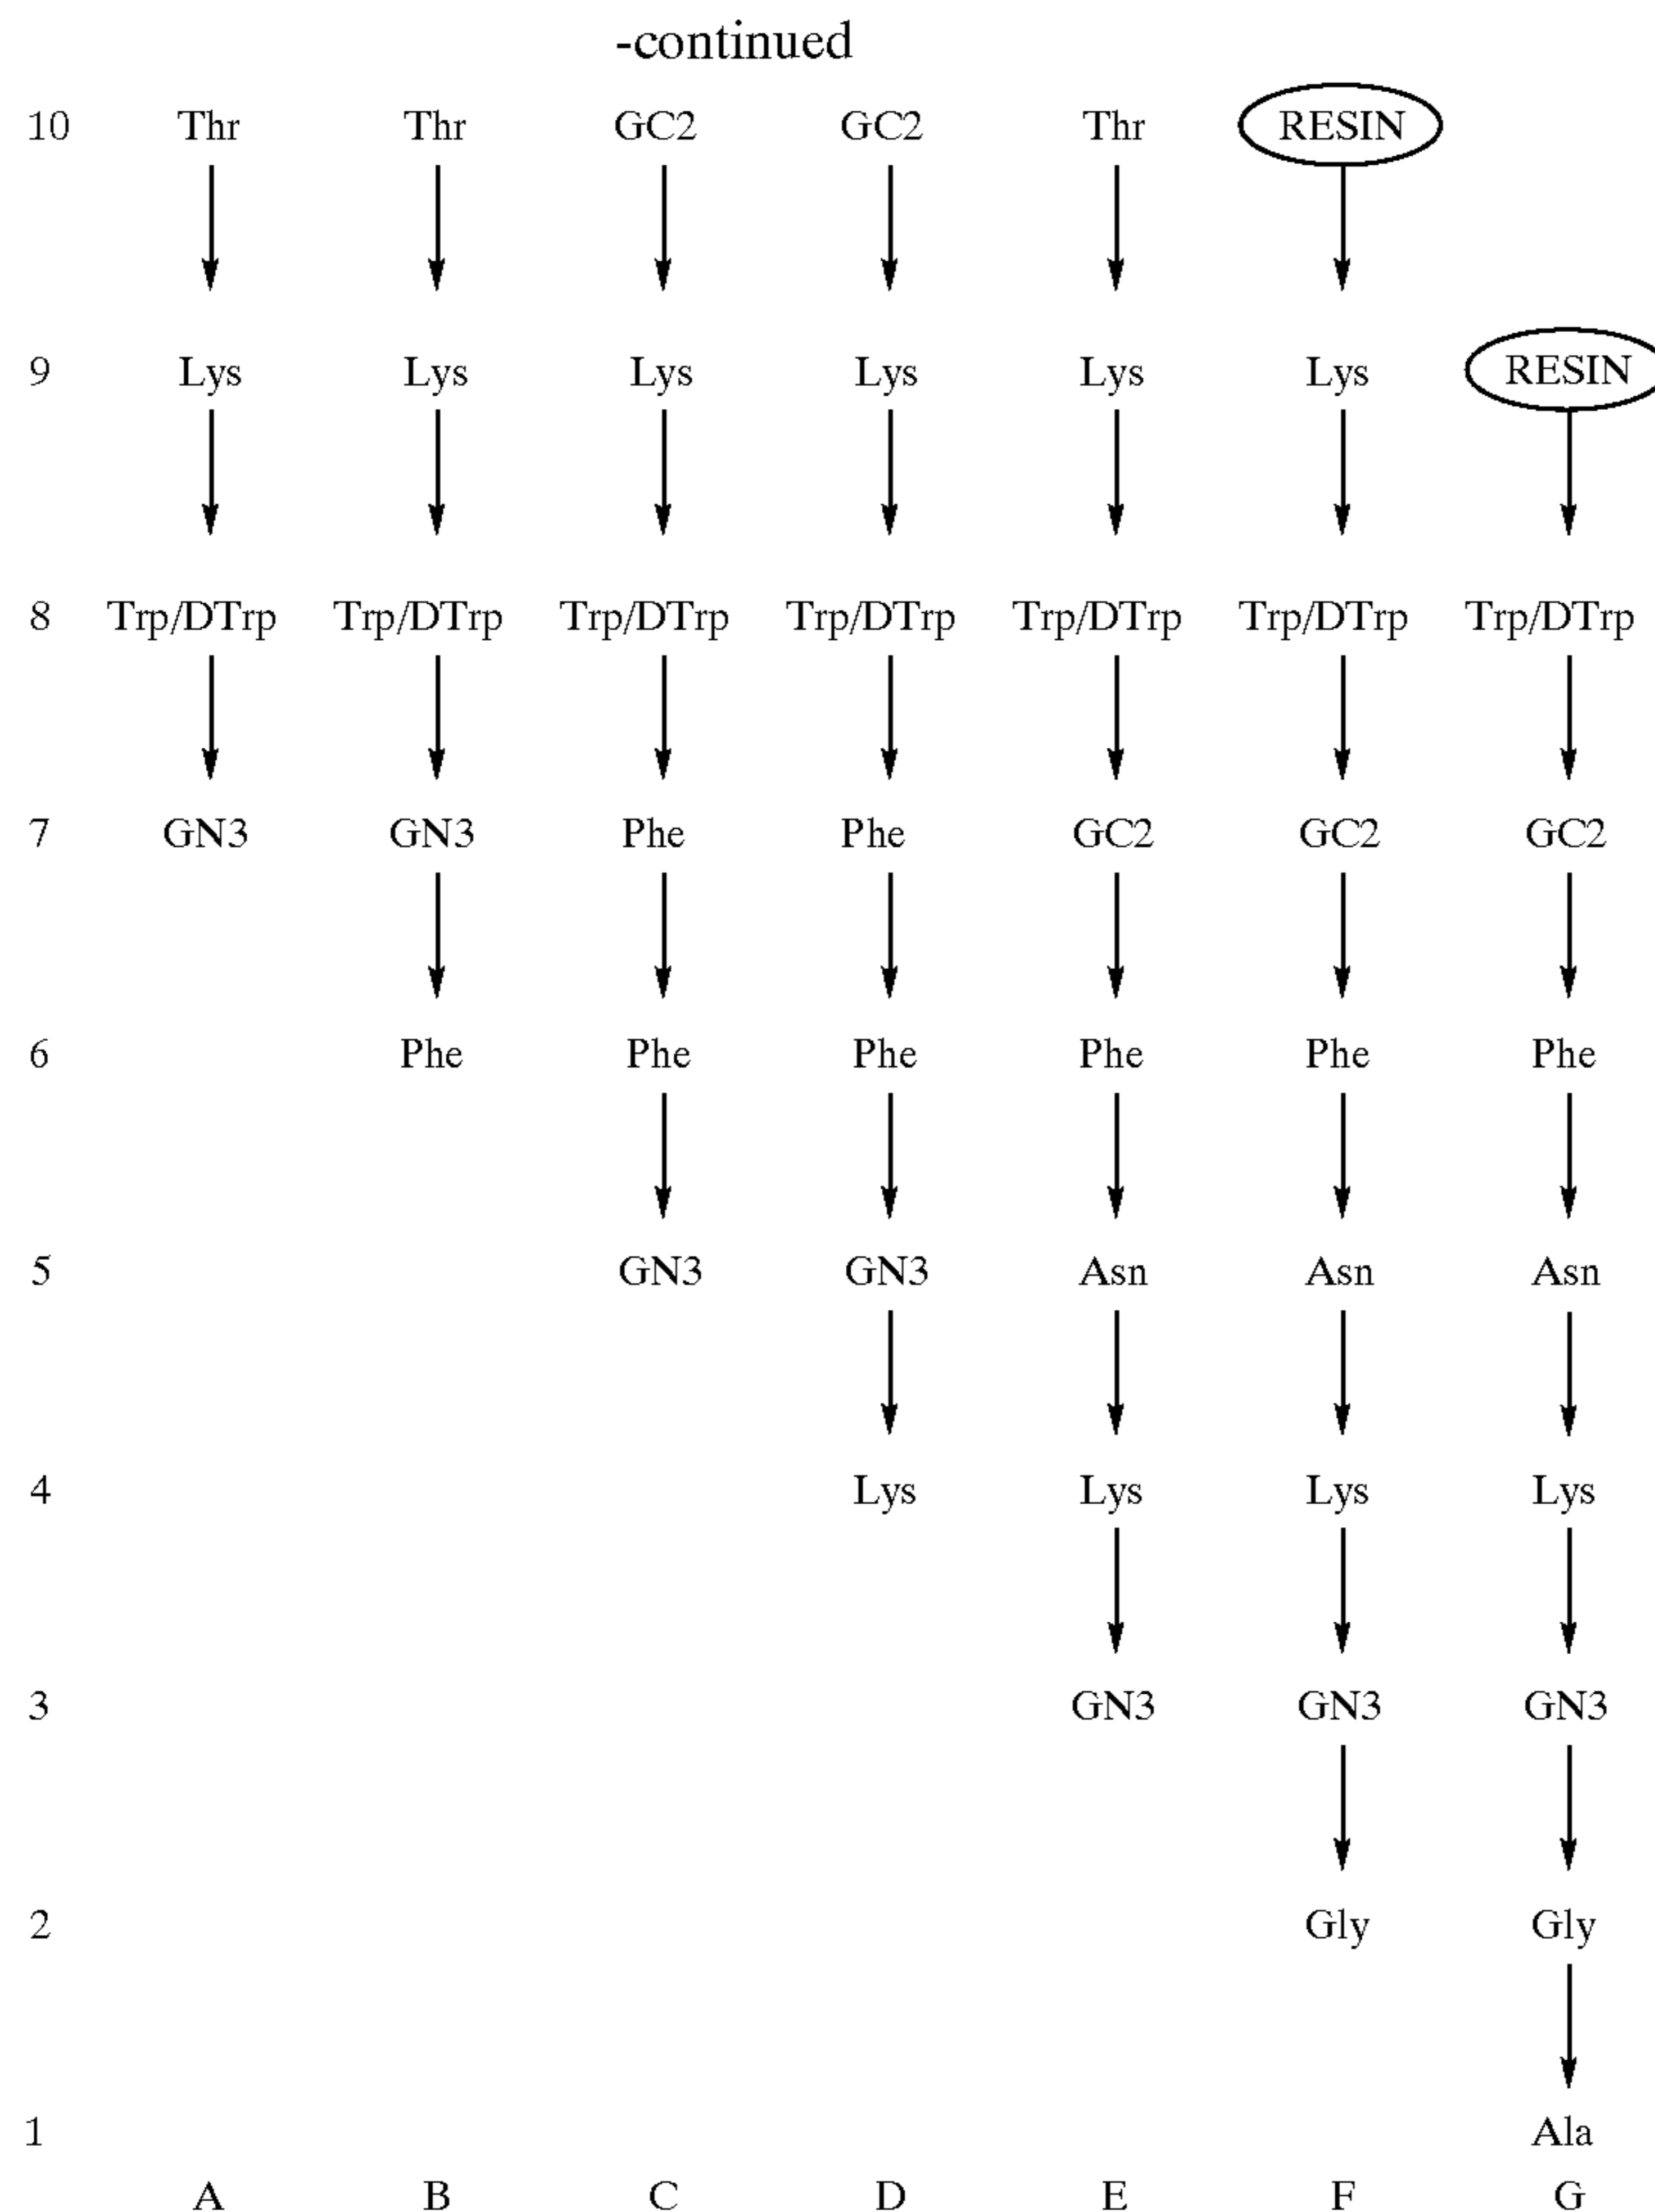 -continued
10 Thr Thr GC2 GC2 Thr RESIN
9 Lys Lys Lys Lys Lys Lys RESIN
8 Trp/DTrp Trp/DTrp Trp/DTrp Trp/DTrp Trp/DTrp Trp/DTrp Trp/DTrp
7 GN3 GN3 Phe Phe GC2 GC2 GC2
6 Phe Phe Phe Phe Phe Phe
5 GN3 GN3 Asn Asn Asn
4 Lys Lys Lys Lys
3 GN3 GN3 GN3
2 Gly Gly
1 Ala
A B C D E F G